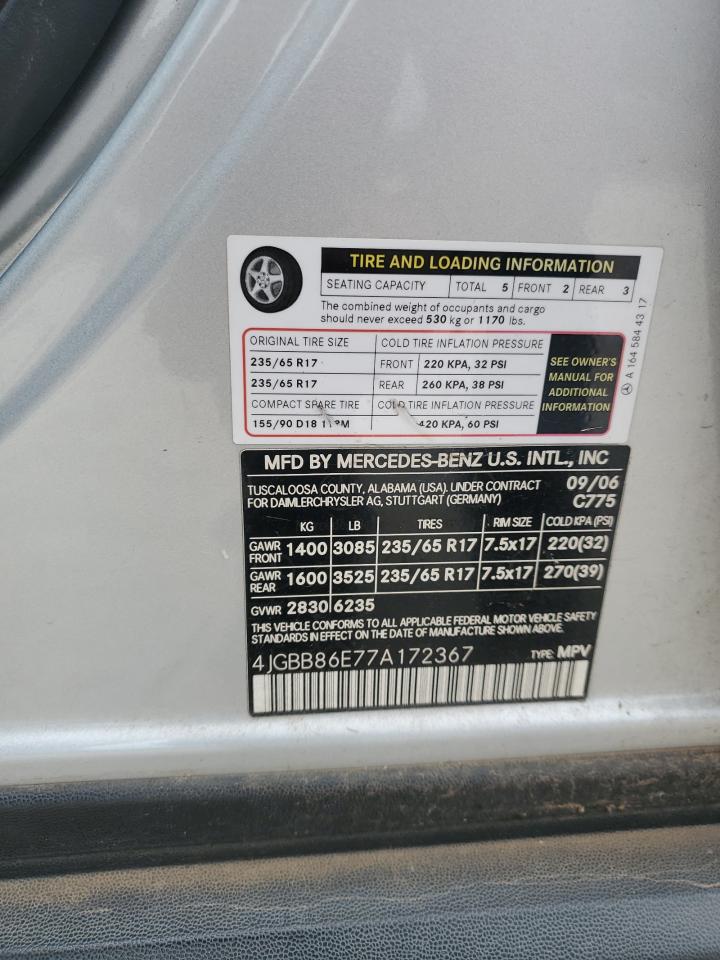 TIRE AND LOADING INFORMATION
SEATING CAPACITY TOTAL 5 FRONT 2 REAR 3
The combined weight of occupants and cargo
should never exceed 530 kg or 1170 lbs.
ORIGINAL TIRE SIZE COLD TIRE INFLATION PRESSURE
235/65 R17 FRONT 220 KPA, 32 PSI
235/65 R17 REAR 260 KPA, 38 PSI
COMPACT SPARE TIRE COLD TIRE INFLATION PRESSURE
155/90 D18 420 KPA, 60 PSI
SEE OWNER'S
MANUAL FOR
ADDITIONAL
INFORMATION
A 164 584 43 17
MFD BY MERCEDES-BENZ U.S. INTL., INC
TUSCALOOSA COUNTY, ALABAMA (USA). UNDER CONTRACT 09/06
FOR DAIMLERCHRYSLER AG, STUTTGART (GERMANY) C775
KG LB TIRES RIM SIZE COLD KPA (PSI)
GAWR FRONT 1400 3085 235/65 R17 7.5x17 220(32)
GAWR REAR 1600 3525 235/65 R17 7.5x17 270(39)
GVWR 2830 6235
THIS VEHICLE CONFORMS TO ALL APPLICABLE FEDERAL MOTOR VEHICLE SAFETY
STANDARDS IN EFFECT ON THE DATE OF MANUFACTURE SHOWN ABOVE.
4JGBB86E77A172367 TYPE: MPV